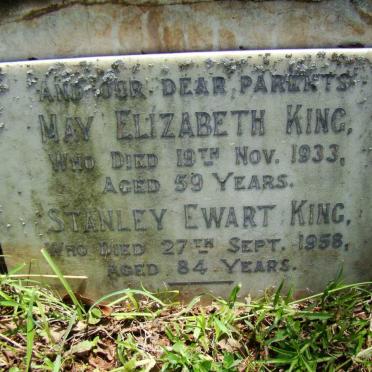 AND OUR DEAR PARENTS
MAY ELIZABETH KING,
WHO DIED 19TH NOV. 1933,
AGED 59 YEARS.
STANLEY EWART KING,
WHO DIED 27TH SEPT. 1958,
AGED 84 YEARS.